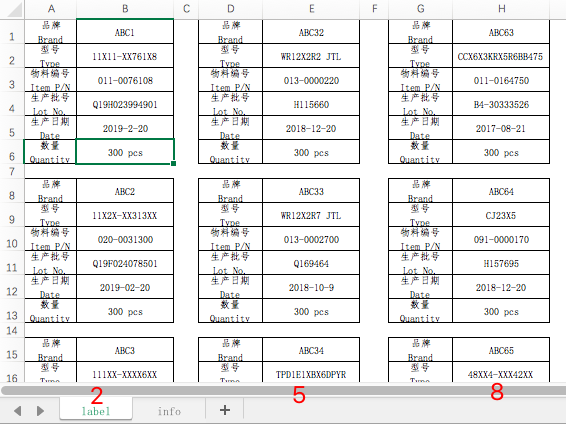 A B C D E F G H
1 品牌 Brand ABC1 品牌 Brand ABC32 品牌 Brand ABC63
2 型号 Type 11X11-XX761X8 型号 Type WR12X2R2 JTL 型号 Type CCX6X3KRX5R6BB475
3 物料编号 Item P/N 011-0076108 物料编号 Item P/N 013-0000220 物料编号 Item P/N 011-0164750
4 生产批号 Lot No. Q19H023994901 生产批号 Lot No. H115660 生产批号 Lot No. B4-30333526
5 生产日期 Date 2019-2-20 生产日期 Date 2018-12-20 生产日期 Date 2017-08-21
6 数量 Quantity 300 pcs 数量 Quantity 300 pcs 数量 Quantity 300 pcs
7
8 品牌 Brand ABC2 品牌 Brand ABC33 品牌 Brand ABC64
9 型号 Type 11X2X-XX313XX 型号 Type WR12X2R7 JTL 型号 Type CJ23X5
10 物料编号 Item P/N 020-0031300 物料编号 Item P/N 013-0002700 物料编号 Item P/N 091-0000170
11 生产批号 Lot No. Q19F024078501 生产批号 Lot No. Q169464 生产批号 Lot No. H157695
12 生产日期 Date 2019-02-20 生产日期 Date 2018-10-9 生产日期 Date 2018-12-20
13 数量 Quantity 300 pcs 数量 Quantity 300 pcs 数量 Quantity 300 pcs
14
15 品牌 Brand ABC3 品牌 Brand ABC34 品牌 Brand ABC65
16 型号 Type 111XX-XXXX6XX 型号 Type TPD1E1XBX6DPYR 型号 Type 48XX4-XXX42XX
2 5 8
label info +